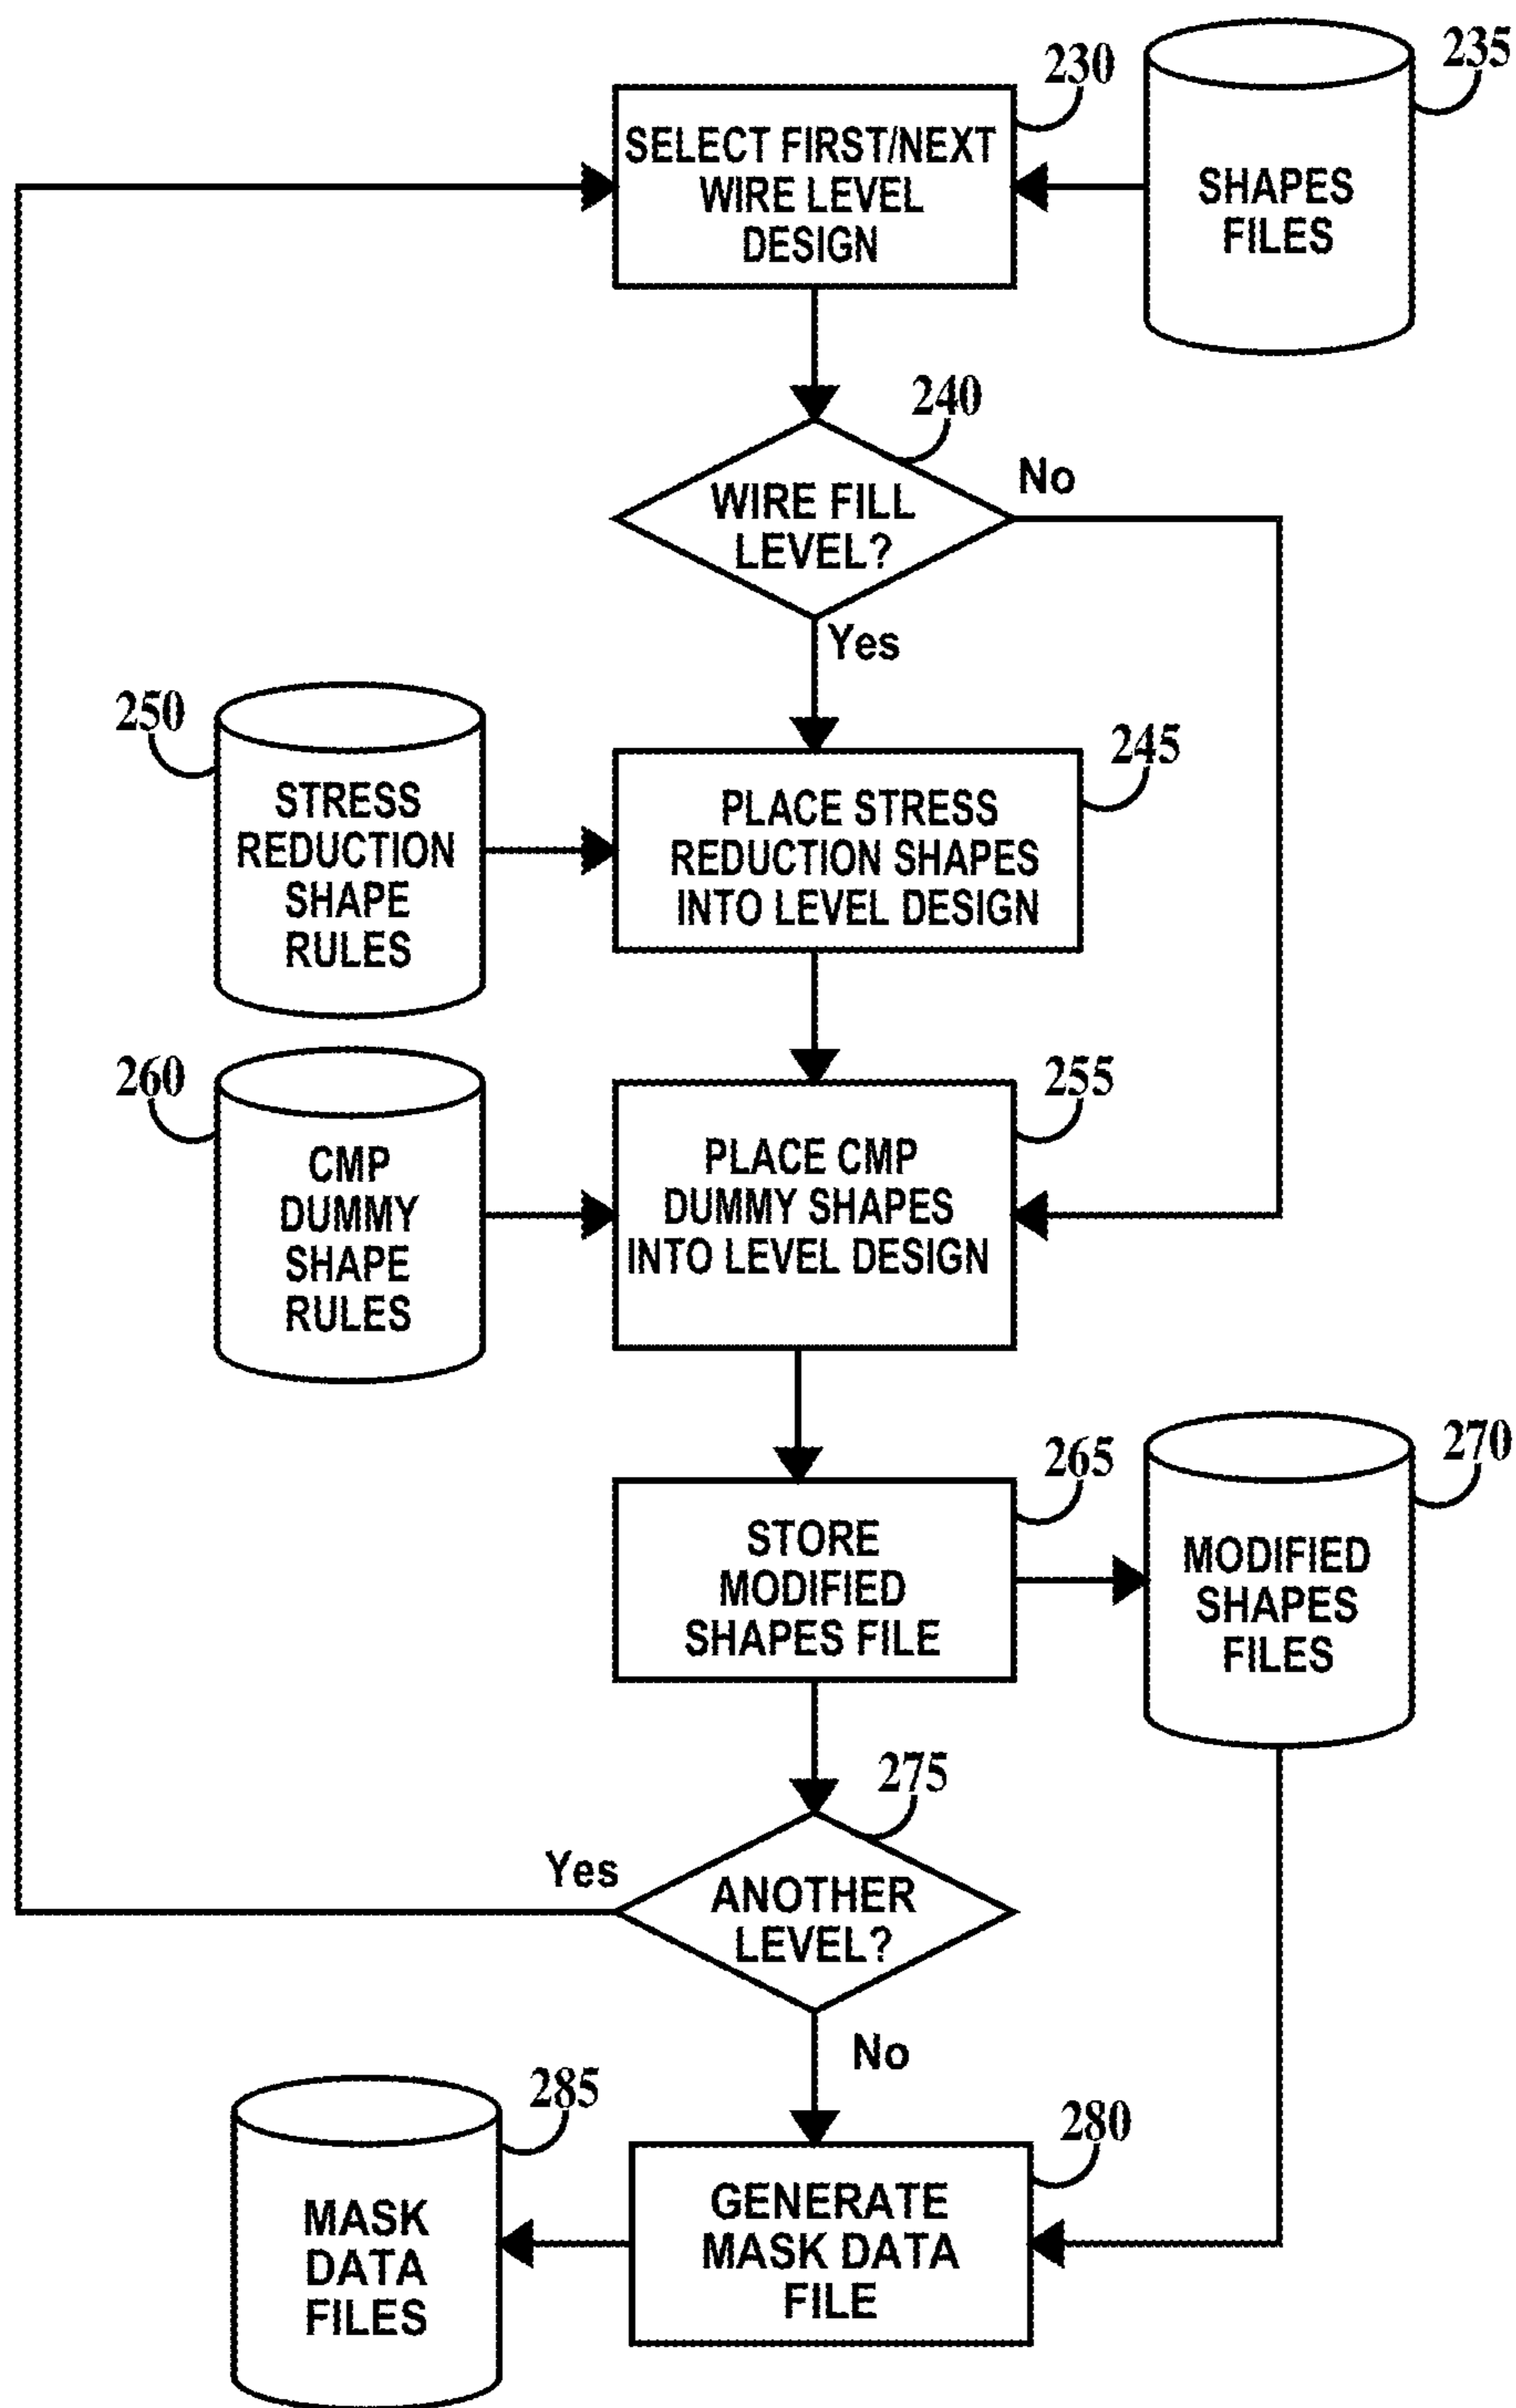 230
235
SELECT FIRST/NEXT
WIRE LEVEL
DESIGN
SHAPES
FILES
240
WIRE FILL
LEVEL?
No
Yes
250
STRESS
REDUCTION
SHAPE
RULES
245
PLACE STRESS
REDUCTION SHAPES
INTO LEVEL DESIGN
260
CMP
DUMMY
SHAPE
RULES
255
PLACE CMP
DUMMY SHAPES
INTO LEVEL DESIGN
265
STORE
MODIFIED
SHAPES FILE
270
MODIFIED
SHAPES
FILES
275
Yes
ANOTHER
LEVEL?
No
285
MASK
DATA
FILES
280
GENERATE
MASK DATA
FILE